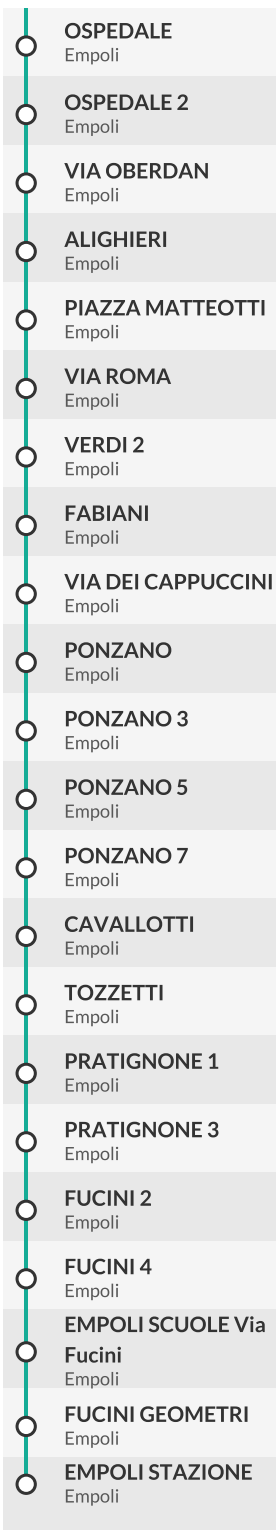 OSPEDALE
Empoli
OSPEDALE 2
Empoli
VIA OBERDAN
Empoli
ALIGHIERI
Empoli
PIAZZA MATTEOTTI
Empoli
VIA ROMA
Empoli
VERDI 2
Empoli
FABIANI
Empoli
VIA DEI CAPPUCCINI
Empoli
PONZANO
Empoli
PONZANO 3
Empoli
PONZANO 5
Empoli
PONZANO 7
Empoli
CAVALLOTTI
Empoli
TOZZETTI
Empoli
PRATIGNONE 1
Empoli
PRATIGNONE 3
Empoli
FUCINI 2
Empoli
FUCINI 4
Empoli
EMPOLI SCUOLE Via
Fucini
Empoli
FUCINI GEOMETRI
Empoli
EMPOLI STAZIONE
Empoli